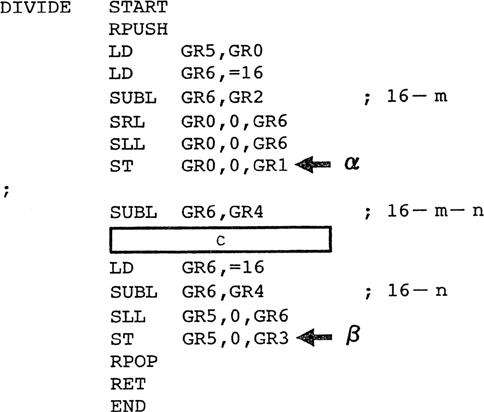 DIVIDE START
RPUSH
LD GR5,GR0
LD GR6,=16
SUBL GR6,GR2 ; 16－m
SRL GR0,0,GR6
SLL GR0,0,GR6
ST GR0,0,GR1 α
;
SUBL GR6,GR4 ; 16－m－n
c
LD GR6,=16
SUBL GR6,GR4 ; 16－n
SLL GR5,0,GR6
ST GR5,0,GR3 β
RPOP
RET
END